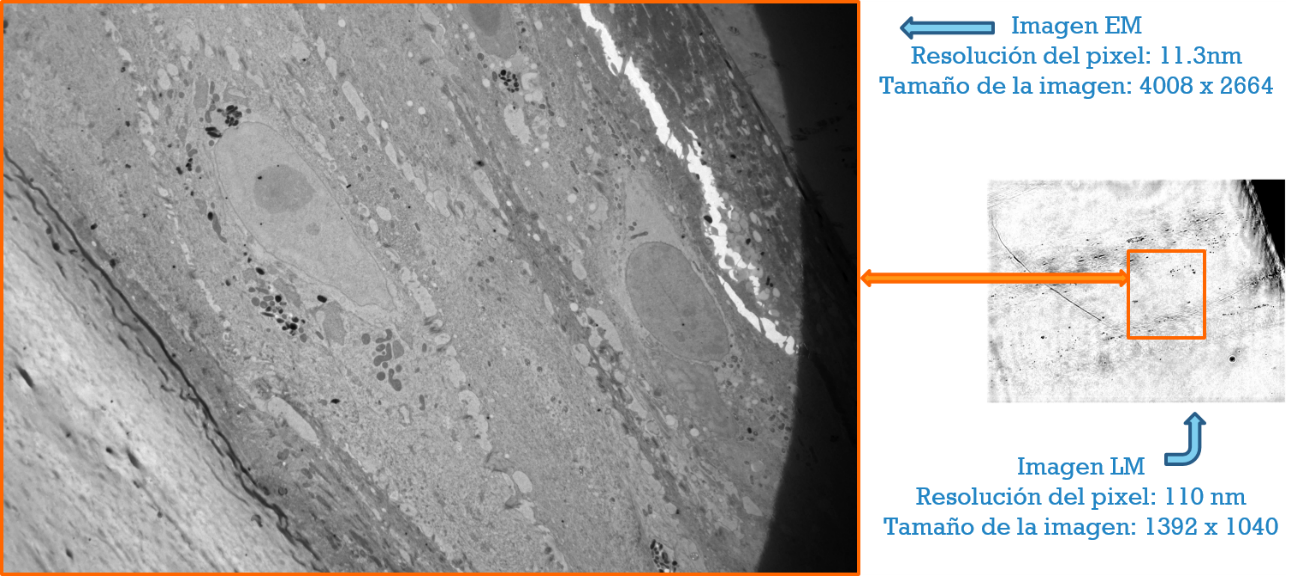 Imagen EM
Resolución del pixel: 11.3nm
Tamaño de la imagen: 4008 x 2664
Imagen LM
Resolución del pixel: 110 nm
Tamaño de la imagen: 1392 x 1040